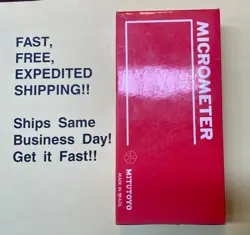 FAST,
FREE,
EXPEDITED
SHIPPING!!
Ships Same
Business Day!
Get it Fast!!
MICROMETER
MITUTOYO
MADE IN BRAZIL